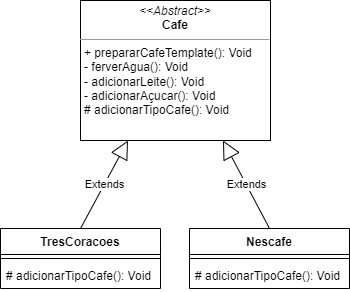 <<Abstract>>
Cafe
+ prepararCafeTemplate(): Void
- ferverAgua(): Void
- adicionarLeite(): Void
- adicionarAçucar(): Void
# adicionarTipoCafe(): Void
Extends
Extends
TresCoracoes
Nescafe
# adicionarTipoCafe(): Void
# adicionarTipoCafe(): Void